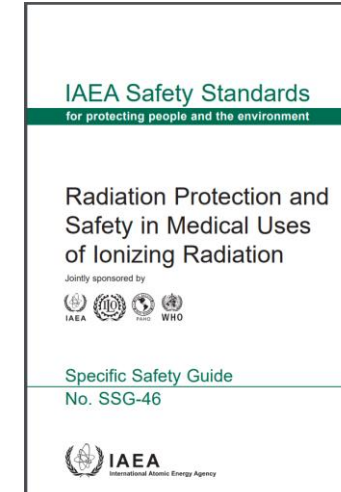 IAEA Safety Standards
for protecting people and the environment
Radiation Protection and
Safety in Medical Uses
of Ionizing Radiation
Jointly sponsored by
IAEA PAHO WHO
Specific Safety Guide
No. SSG-46
IAEA
International Atomic Energy Agency